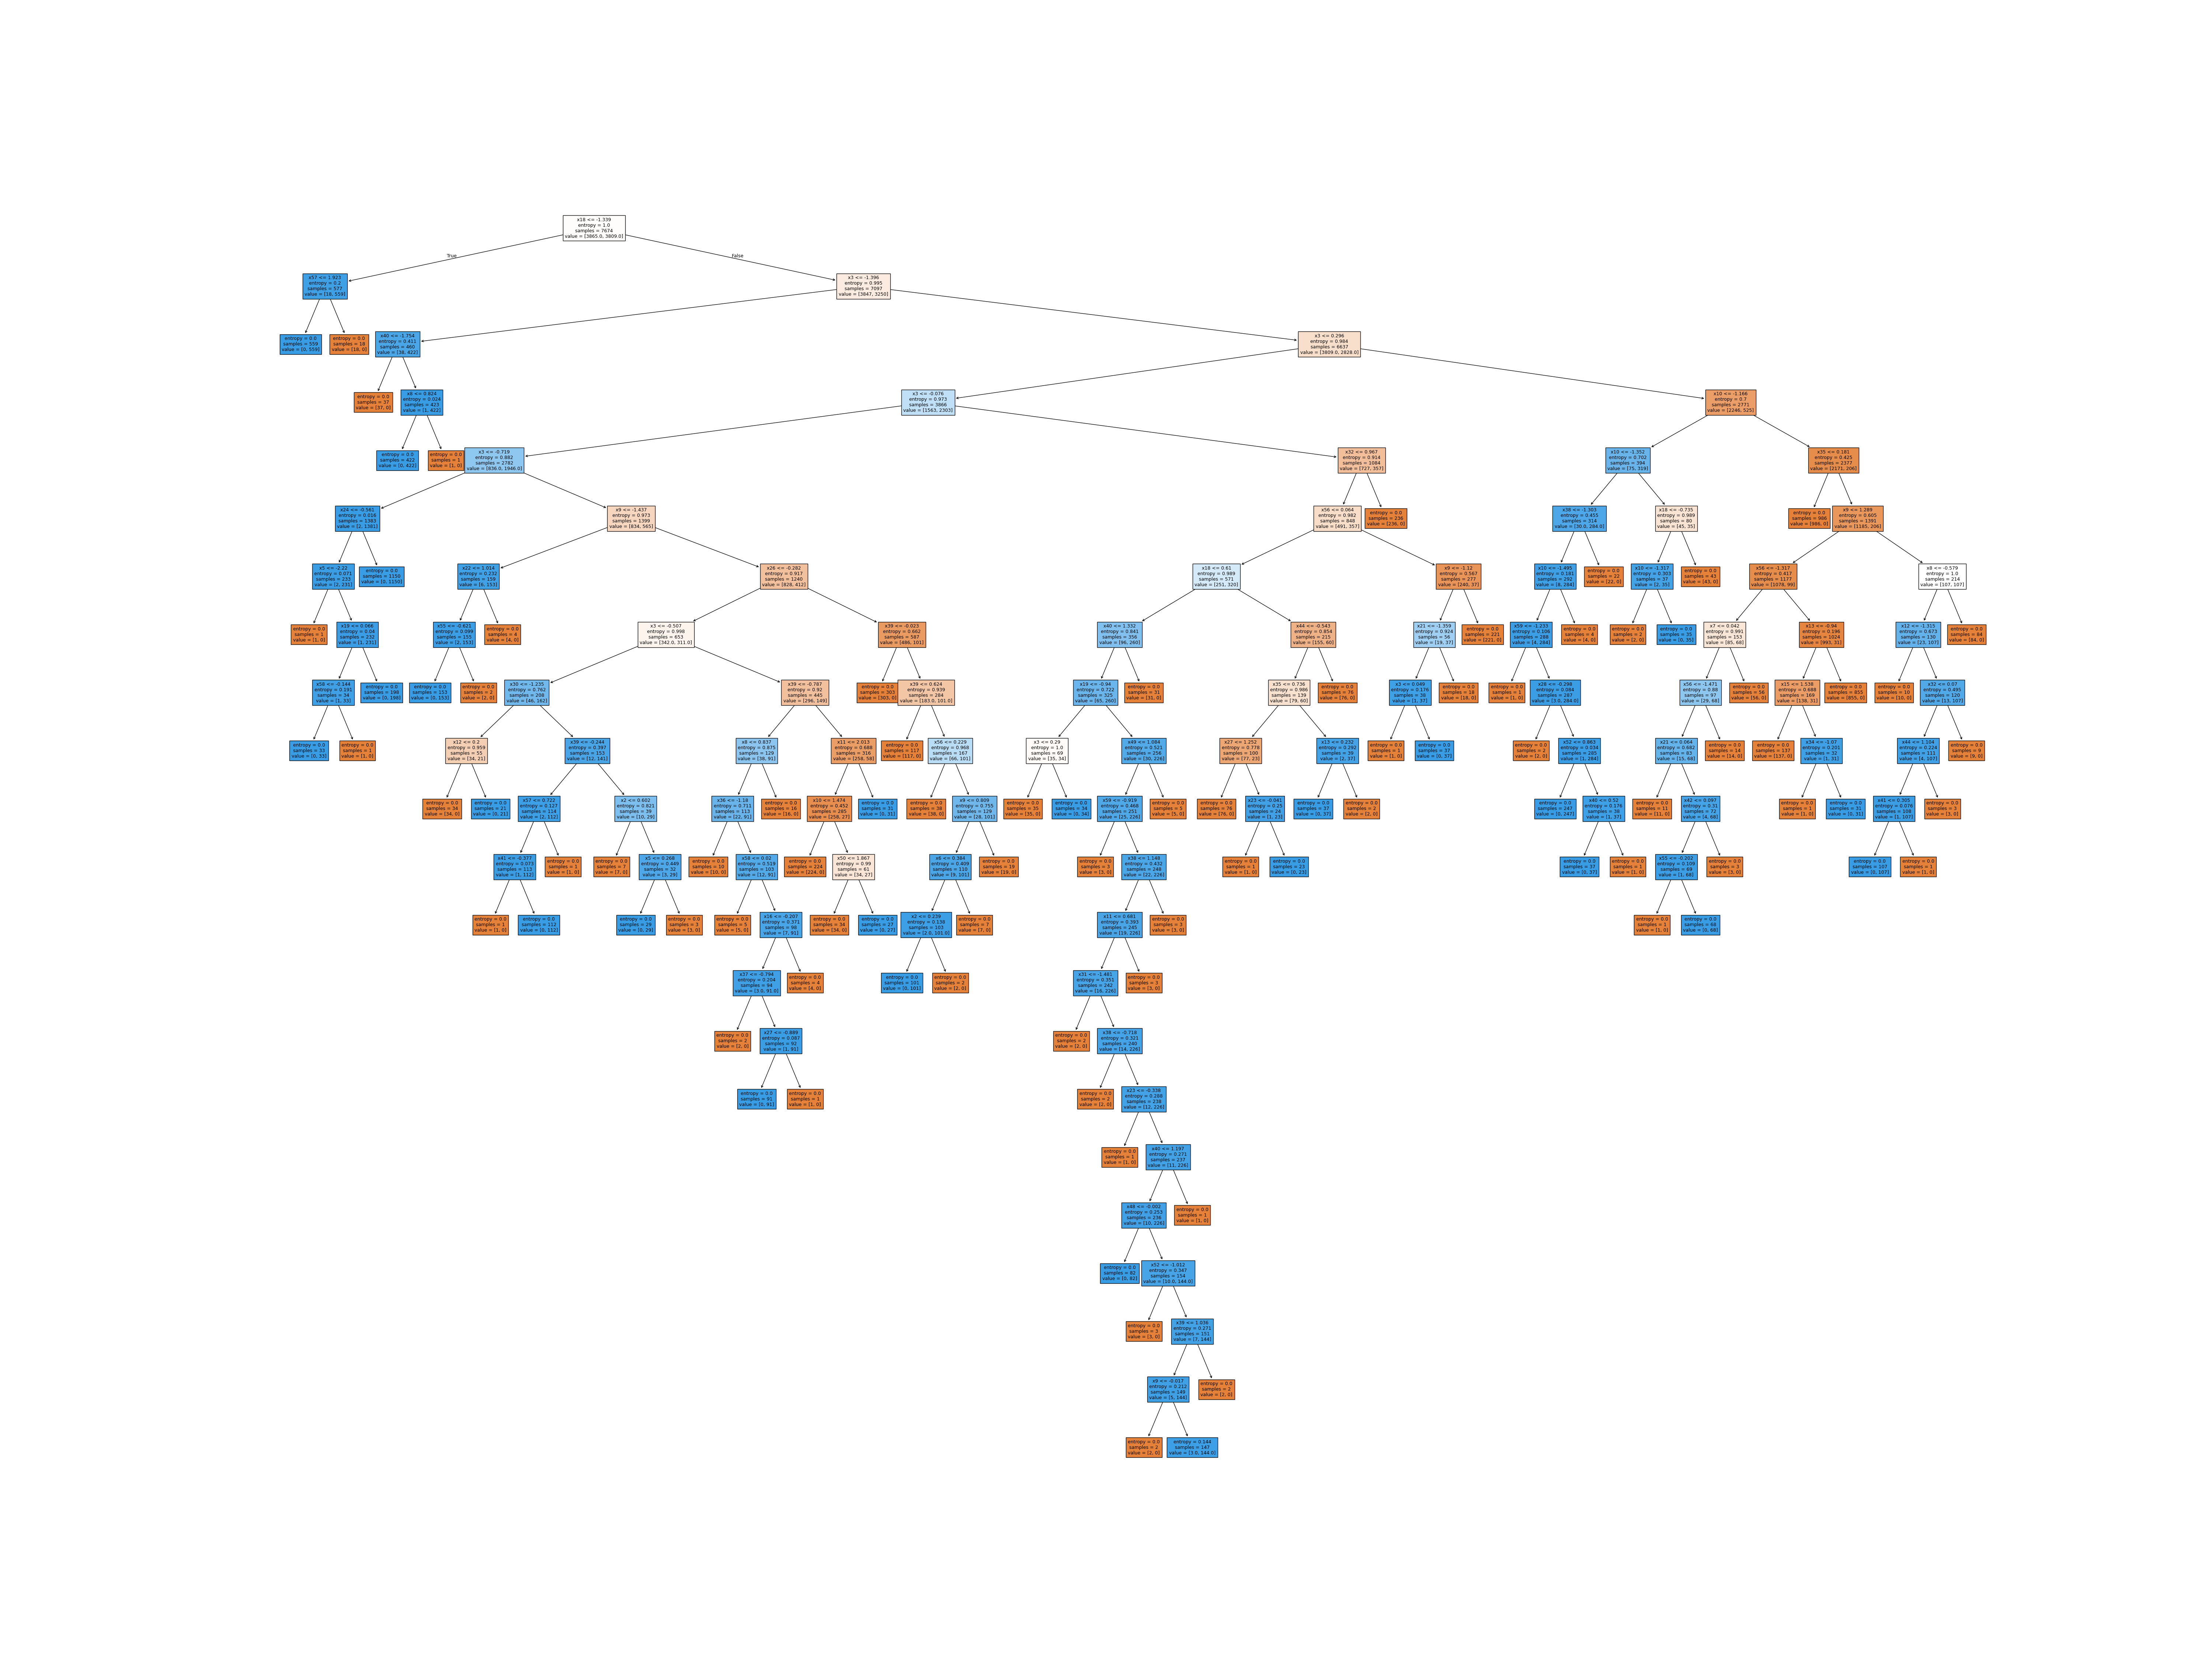 x18 <= -1.339
entropy = 1.0
samples = 7674
value = [3865.0, 3809.0]
True
False
x57 <= 1.923
entropy = 0.2
samples = 577
value = [18, 559]
x3 <= -1.396
entropy = 0.995
samples = 7097
value = [3847, 3250]
entropy = 0.0
samples = 559
value = [0, 559]
entropy = 0.0
samples = 18
value = [18, 0]
x40 <= -1.754
entropy = 0.411
samples = 460
value = [38, 422]
x3 <= 0.296
entropy = 0.984
samples = 6637
value = [3809.0, 2828.0]
entropy = 0.0
samples = 37
value = [37, 0]
x8 <= 0.924
entropy = 0.024
samples = 423
value = [1, 422]
x3 <= -0.076
entropy = 0.973
samples = 3866
value = [1563, 2303]
x10 <= -1.166
entropy = 0.7
samples = 2771
value = [2246, 525]
entropy = 0.0
samples = 422
value = [0, 422]
entropy = 0.0
samples = 1
value = [1, 0]
x3 <= -0.719
entropy = 0.882
samples = 2782
value = [836.0, 1946.0]
x32 <= 0.967
entropy = 0.914
samples = 1084
value = [727, 357]
x10 <= -1.352
entropy = 0.702
samples = 394
value = [75, 319]
x35 <= 0.181
entropy = 0.425
samples = 2377
value = [2171, 206]
x24 <= -0.561
entropy = 0.016
samples = 1383
value = [2, 1381]
x9 <= -1.437
entropy = 0.973
samples = 1399
value = [834, 565]
x56 <= 0.064
entropy = 0.982
samples = 848
value = [491, 357]
entropy = 0.0
samples = 236
value = [236, 0]
x38 <= -1.303
entropy = 0.455
samples = 314
value = [30.0, 284.0]
x18 <= -0.735
entropy = 0.989
samples = 80
value = [45, 35]
entropy = 0.0
samples = 986
value = [986, 0]
x9 <= 1.289
entropy = 0.605
samples = 1391
value = [1185, 206]
x5 <= -2.22
entropy = 0.071
samples = 233
value = [2, 231]
entropy = 0.0
samples = 1150
value = [0, 1150]
x22 <= 1.014
entropy = 0.232
samples = 159
value = [6, 153]
x26 <= -0.282
entropy = 0.917
samples = 1240
value = [828, 412]
x18 <= 0.61
entropy = 0.989
samples = 571
value = [251, 320]
x9 <= -1.12
entropy = 0.567
samples = 277
value = [240, 37]
x10 <= -1.495
entropy = 0.181
samples = 292
value = [8, 284]
entropy = 0.0
samples = 22
value = [22, 0]
x10 <= -1.317
entropy = 0.303
samples = 37
value = [2, 35]
entropy = 0.0
samples = 43
value = [43, 0]
x56 <= -1.317
entropy = 0.417
samples = 1177
value = [1078, 99]
x8 <= -0.579
entropy = 1.0
samples = 214
value = [107, 107]
entropy = 0.0
samples = 1
value = [1, 0]
x19 <= 0.066
entropy = 0.04
samples = 232
value = [1, 231]
x55 <= -0.621
entropy = 0.099
samples = 155
value = [2, 153]
entropy = 0.0
samples = 4
value = [4, 0]
x3 <= -0.507
entropy = 0.998
samples = 653
value = [342.0, 311.0]
x39 <= -0.023
entropy = 0.662
samples = 587
value = [486, 101]
x40 <= 1.332
entropy = 0.841
samples = 356
value = [96, 260]
x44 <= -0.543
entropy = 0.854
samples = 215
value = [155, 60]
x21 <= -1.359
entropy = 0.924
samples = 56
value = [19, 37]
entropy = 0.0
samples = 221
value = [221, 0]
x59 <= -1.233
entropy = 0.106
samples = 288
value = [4, 284]
entropy = 0.0
samples = 4
value = [4, 0]
entropy = 0.0
samples = 2
value = [2, 0]
entropy = 0.0
samples = 35
value = [0, 35]
x7 <= 0.042
entropy = 0.991
samples = 153
value = [85, 68]
x13 <= -0.94
entropy = 0.196
samples = 1024
value = [993, 31]
x12 <= -1.315
entropy = 0.673
samples = 130
value = [23, 107]
entropy = 0.0
samples = 84
value = [84, 0]
x58 <= -0.144
entropy = 0.191
samples = 34
value = [1, 33]
entropy = 0.0
samples = 198
value = [0, 198]
entropy = 0.0
samples = 153
value = [0, 153]
entropy = 0.0
samples = 2
value = [2, 0]
x30 <= -1.235
entropy = 0.762
samples = 208
value = [46, 162]
x39 <= -0.787
entropy = 0.92
samples = 445
value = [296, 149]
entropy = 0.0
samples = 303
value = [303, 0]
x39 <= 0.624
entropy = 0.939
samples = 284
value = [183.0, 101.0]
x19 <= -0.94
entropy = 0.722
samples = 325
value = [65, 260]
entropy = 0.0
samples = 31
value = [31, 0]
x35 <= 0.736
entropy = 0.986
samples = 139
value = [79, 60]
entropy = 0.0
samples = 76
value = [76, 0]
x3 <= 0.049
entropy = 0.176
samples = 38
value = [1, 37]
entropy = 0.0
samples = 18
value = [18, 0]
entropy = 0.0
samples = 1
value = [1, 0]
x28 <= -0.299
entropy = 0.084
samples = 287
value = [3.0, 284.0]
x56 <= -1.471
entropy = 0.88
samples = 97
value = [29, 68]
entropy = 0.0
samples = 56
value = [56, 0]
x15 <= 1.538
entropy = 0.688
samples = 169
value = [138, 31]
entropy = 0.0
samples = 855
value = [855, 0]
entropy = 0.0
samples = 10
value = [10, 0]
x32 <= 0.07
entropy = 0.495
samples = 120
value = [13, 107]
entropy = 0.0
samples = 33
value = [0, 33]
entropy = 0.0
samples = 1
value = [1, 0]
x12 <= 0.2
entropy = 0.959
samples = 55
value = [34, 21]
x39 <= -0.244
entropy = 0.397
samples = 153
value = [12, 141]
x8 <= 0.837
entropy = 0.875
samples = 129
value = [38, 91]
x11 <= 2.013
entropy = 0.688
samples = 316
value = [258, 58]
entropy = 0.0
samples = 117
value = [117, 0]
x56 <= 0.229
entropy = 0.968
samples = 167
value = [66, 101]
x3 <= 0.29
entropy = 1.0
samples = 69
value = [35, 34]
x49 <= 1.084
entropy = 0.521
samples = 256
value = [30, 226]
x27 <= 1.252
entropy = 0.778
samples = 100
value = [77, 23]
x13 <= 0.232
entropy = 0.292
samples = 39
value = [2, 37]
entropy = 0.0
samples = 1
value = [1, 0]
entropy = 0.0
samples = 37
value = [0, 37]
entropy = 0.0
samples = 2
value = [2, 0]
x52 <= 0.863
entropy = 0.034
samples = 285
value = [1, 284]
x21 <= 0.064
entropy = 0.682
samples = 83
value = [15, 68]
entropy = 0.0
samples = 14
value = [14, 0]
entropy = 0.0
samples = 137
value = [137, 0]
x34 <= -1.07
entropy = 0.201
samples = 32
value = [1, 31]
x44 <= 1.104
entropy = 0.224
samples = 111
value = [4, 107]
entropy = 0.0
samples = 9
value = [9, 0]
entropy = 0.0
samples = 34
value = [34, 0]
entropy = 0.0
samples = 21
value = [0, 21]
x57 <= 0.722
entropy = 0.127
samples = 114
value = [2, 112]
x2 <= 0.602
entropy = 0.821
samples = 39
value = [10, 29]
x36 <= -1.18
entropy = 0.711
samples = 113
value = [22, 91]
entropy = 0.0
samples = 16
value = [16, 0]
x10 <= 1.474
entropy = 0.452
samples = 285
value = [258, 27]
entropy = 0.0
samples = 31
value = [0, 31]
entropy = 0.0
samples = 38
value = [38, 0]
x9 <= 0.809
entropy = 0.755
samples = 129
value = [28, 101]
entropy = 0.0
samples = 35
value = [35, 0]
entropy = 0.0
samples = 34
value = [0, 34]
x59 <= -0.919
entropy = 0.468
samples = 251
value = [25, 226]
entropy = 0.0
samples = 5
value = [5, 0]
entropy = 0.0
samples = 76
value = [76, 0]
x23 <= -0.041
entropy = 0.25
samples = 24
value = [1, 23]
entropy = 0.0
samples = 37
value = [0, 37]
entropy = 0.0
samples = 2
value = [2, 0]
entropy = 0.0
samples = 247
value = [0, 247]
x40 <= 0.52
entropy = 0.176
samples = 38
value = [1, 37]
entropy = 0.0
samples = 11
value = [11, 0]
x42 <= 0.097
entropy = 0.31
samples = 72
value = [4, 68]
entropy = 0.0
samples = 1
value = [1, 0]
entropy = 0.0
samples = 31
value = [0, 31]
x41 <= 0.305
entropy = 0.076
samples = 108
value = [1, 107]
entropy = 0.0
samples = 3
value = [3, 0]
x41 <= -0.377
entropy = 0.073
samples = 113
value = [1, 112]
entropy = 0.0
samples = 1
value = [1, 0]
entropy = 0.0
samples = 7
value = [7, 0]
x5 <= 0.268
entropy = 0.449
samples = 32
value = [3, 29]
entropy = 0.0
samples = 10
value = [10, 0]
x58 <= 0.02
entropy = 0.519
samples = 103
value = [12, 91]
entropy = 0.0
samples = 224
value = [224, 0]
x50 <= 1.867
entropy = 0.99
samples = 61
value = [34, 27]
x6 <= 0.384
entropy = 0.409
samples = 110
value = [9, 101]
entropy = 0.0
samples = 19
value = [19, 0]
entropy = 0.0
samples = 3
value = [3, 0]
x38 <= 1.148
entropy = 0.432
samples = 248
value = [22, 226]
entropy = 0.0
samples = 1
value = [1, 0]
entropy = 0.0
samples = 23
value = [0, 23]
entropy = 0.0
samples = 37
value = [0, 37]
entropy = 0.0
samples = 1
value = [1, 0]
x55 <= -0.202
entropy = 0.109
samples = 69
value = [1, 68]
entropy = 0.0
samples = 3
value = [3, 0]
entropy = 0.0
samples = 107
value = [0, 107]
entropy = 0.0
samples = 1
value = [1, 0]
entropy = 0.0
samples = 1
value = [1, 0]
entropy = 0.0
samples = 112
value = [0, 112]
entropy = 0.0
samples = 29
value = [0, 29]
entropy = 0.0
samples = 3
value = [3, 0]
entropy = 0.0
samples = 5
value = [5, 0]
x16 <= -0.207
entropy = 0.371
samples = 98
value = [7, 91]
entropy = 0.0
samples = 34
value = [34, 0]
entropy = 0.0
samples = 27
value = [0, 27]
x2 <= 0.239
entropy = 0.138
samples = 103
value = [2.0, 101.0]
entropy = 0.0
samples = 7
value = [7, 0]
x11 <= 0.681
entropy = 0.393
samples = 245
value = [19, 226]
entropy = 0.0
samples = 3
value = [3, 0]
entropy = 0.0
samples = 1
value = [1, 0]
entropy = 0.0
samples = 68
value = [0, 68]
x37 <= -0.794
entropy = 0.204
samples = 94
value = [3.0, 91.0]
entropy = 0.0
samples = 4
value = [4, 0]
entropy = 0.0
samples = 101
value = [0, 101]
entropy = 0.0
samples = 2
value = [2, 0]
x31 <= -1.481
entropy = 0.351
samples = 242
value = [16, 226]
entropy = 0.0
samples = 3
value = [3, 0]
entropy = 0.0
samples = 2
value = [2, 0]
x27 <= -0.889
entropy = 0.087
samples = 92
value = [1, 91]
entropy = 0.0
samples = 2
value = [2, 0]
x38 <= -0.718
entropy = 0.321
samples = 240
value = [14, 226]
entropy = 0.0
samples = 91
value = [0, 91]
entropy = 0.0
samples = 1
value = [1, 0]
entropy = 0.0
samples = 2
value = [2, 0]
x23 <= -0.338
entropy = 0.288
samples = 238
value = [12, 226]
entropy = 0.0
samples = 1
value = [1, 0]
x40 <= 1.197
entropy = 0.271
samples = 237
value = [11, 226]
x48 <= -0.002
entropy = 0.253
samples = 236
value = [10, 226]
entropy = 0.0
samples = 1
value = [1, 0]
entropy = 0.0
samples = 82
value = [0, 82]
x52 <= -1.012
entropy = 0.347
samples = 154
value = [10.0, 144.0]
entropy = 0.0
samples = 3
value = [3, 0]
x39 <= 1.036
entropy = 0.271
samples = 151
value = [7, 144]
x9 <= -0.017
entropy = 0.212
samples = 149
value = [5, 144]
entropy = 0.0
samples = 2
value = [2, 0]
entropy = 0.0
samples = 2
value = [2, 0]
entropy = 0.144
samples = 147
value = [3.0, 144.0]